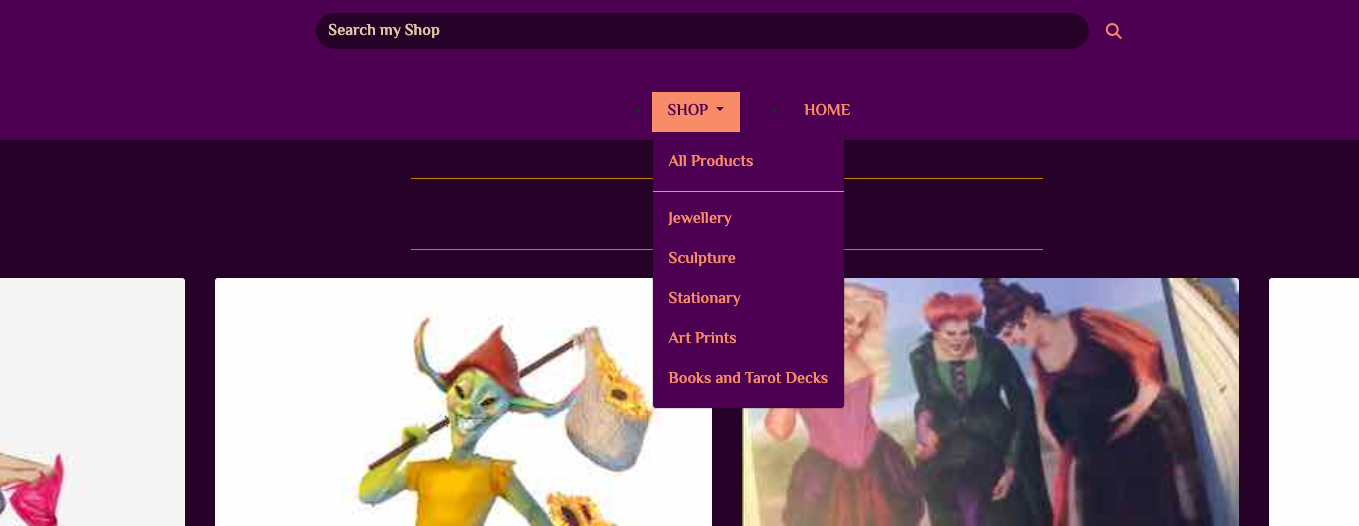 Search my Shop
SHOP
HOME
All Products
Jewellery
Sculpture
Stationary
Art Prints
Books and Tarot Decks